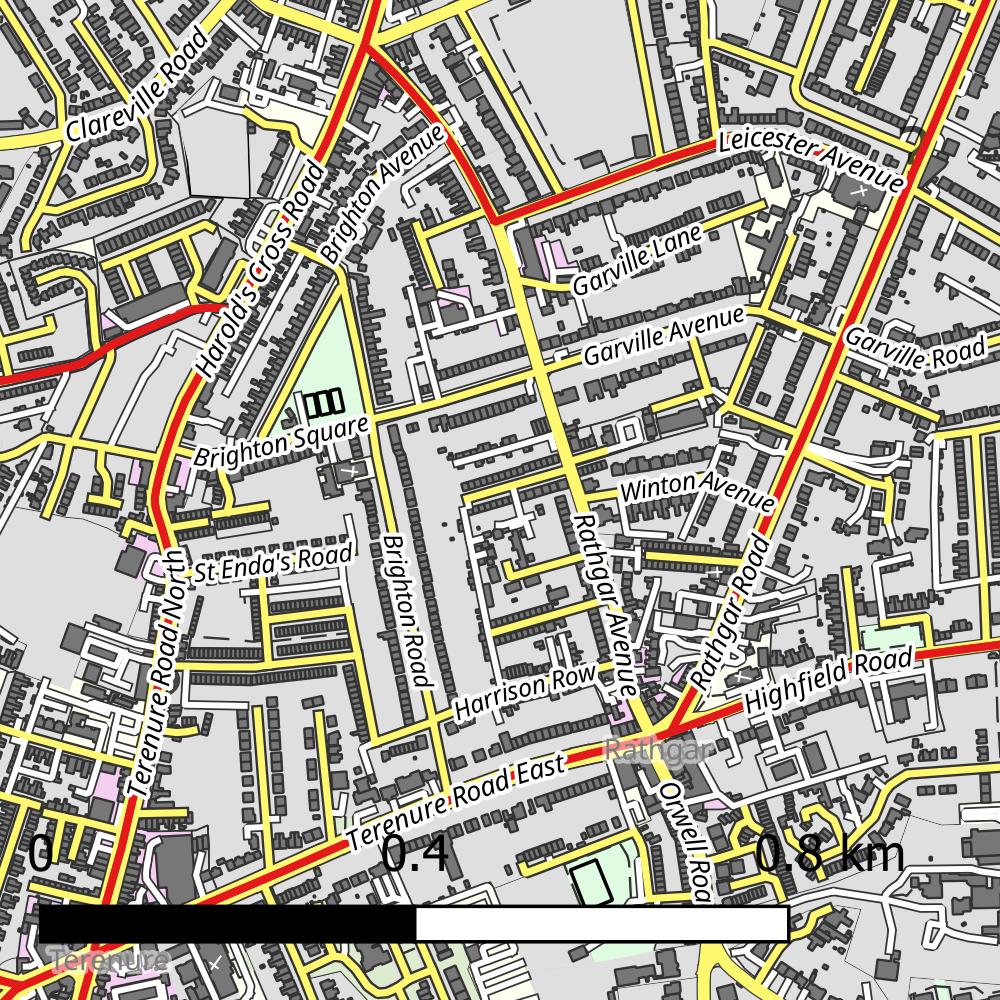 Clareville Road
Brighton Avenue
Leicester Avenue
Harold's Cross Road
Garville Lane
Garville Avenue
Garville Road
Brighton Square
Winton Avenue
St Enda's Road
Brighton Road
Rathgar Avenue
Rathgar Road
Terenure Road North
Harrison Row
Highfield Road
Rathgar
Terenure Road East
Orwell Roa
0 0.4 0.8 km
Terenure